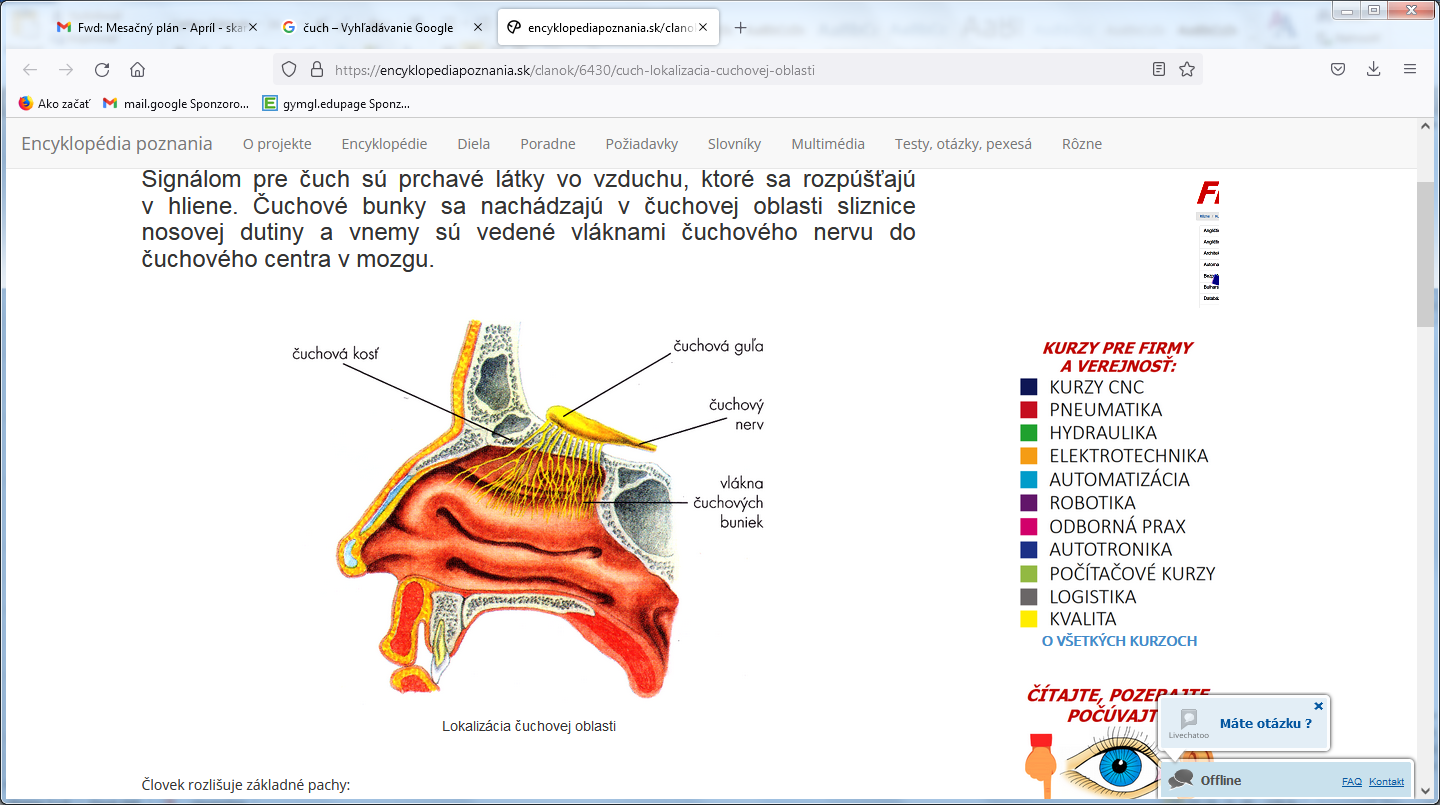 Fwd: Mesačný plán - Apríl - ska
čuch – Vyhľadávanie Google
encyklopediapoznania.sk/clano
https://encyklopediapoznania.sk/clanok/6430/cuch-lokalizacia-cuchovej-oblasti
Ako začať
mail.google Sponzoro...
gymgl.edupage Sponz...
Encyklopédia poznania
O projekte
Encyklopédie
Diela
Poradne
Požiadavky
Slovníky
Multimédia
Testy, otázky, pexesá
Rôzne
Signálom pre čuch sú prchavé látky vo vzduchu, ktoré sa rozpúšťajú
v hliene. Čuchové bunky sa nachádzajú v čuchovej oblasti sliznice
nosovej dutiny a vnemy sú vedené vláknami čuchového nervu do
čuchového centra v mozgu.
čuchová kosť
čuchová guľa
čuchový
nerv
vlákna
čuchových
buniek
Lokalizácia čuchovej oblasti
Človek rozlišuje základné pachy:
KURZY PRE FIRMY
A VEREJNOSŤ:
KURZY CNC
PNEUMATIKA
HYDRAULIKA
ELEKTROTECHNIKA
AUTOMATIZÁCIA
ROBOTIKA
ODBORNÁ PRAX
AUTOTRONIKA
POČÍTAČOVÉ KURZY
LOGISTIKA
KVALITA
O VŠETKÝCH KURZOCH
ČÍTAJTE, POZERAJTE
POČÚVAJT
Livechatoo
Máte otázku ?
Offline
FAQ
Kontakt